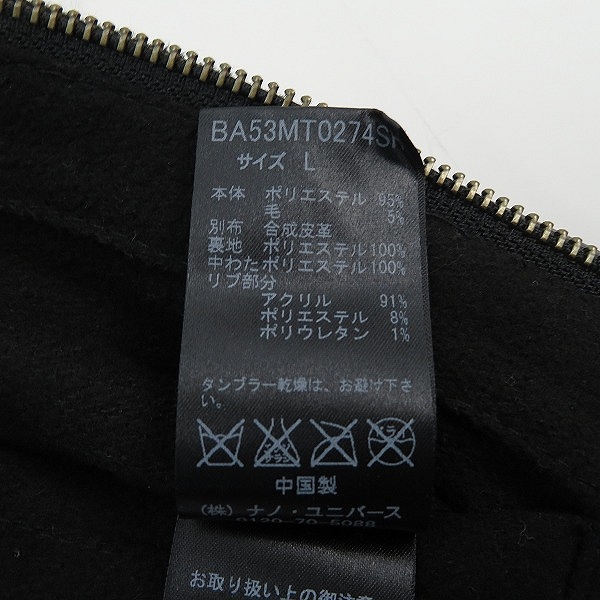 BA53MT0274SK
サイズ L
本体 ポリエステル 95%
毛 5%
別布 合成皮革
裏地 ポリエステル100%
中わたポリエステル100%
リブ部分
アクリル 91%
ポリエステル 8%
ポリウレタン 1%
タンブラー乾燥は、お避け下さ
い。
中国製
(株) ナノ・ユニバース
0120-70-5088
お取り扱い上の御注意